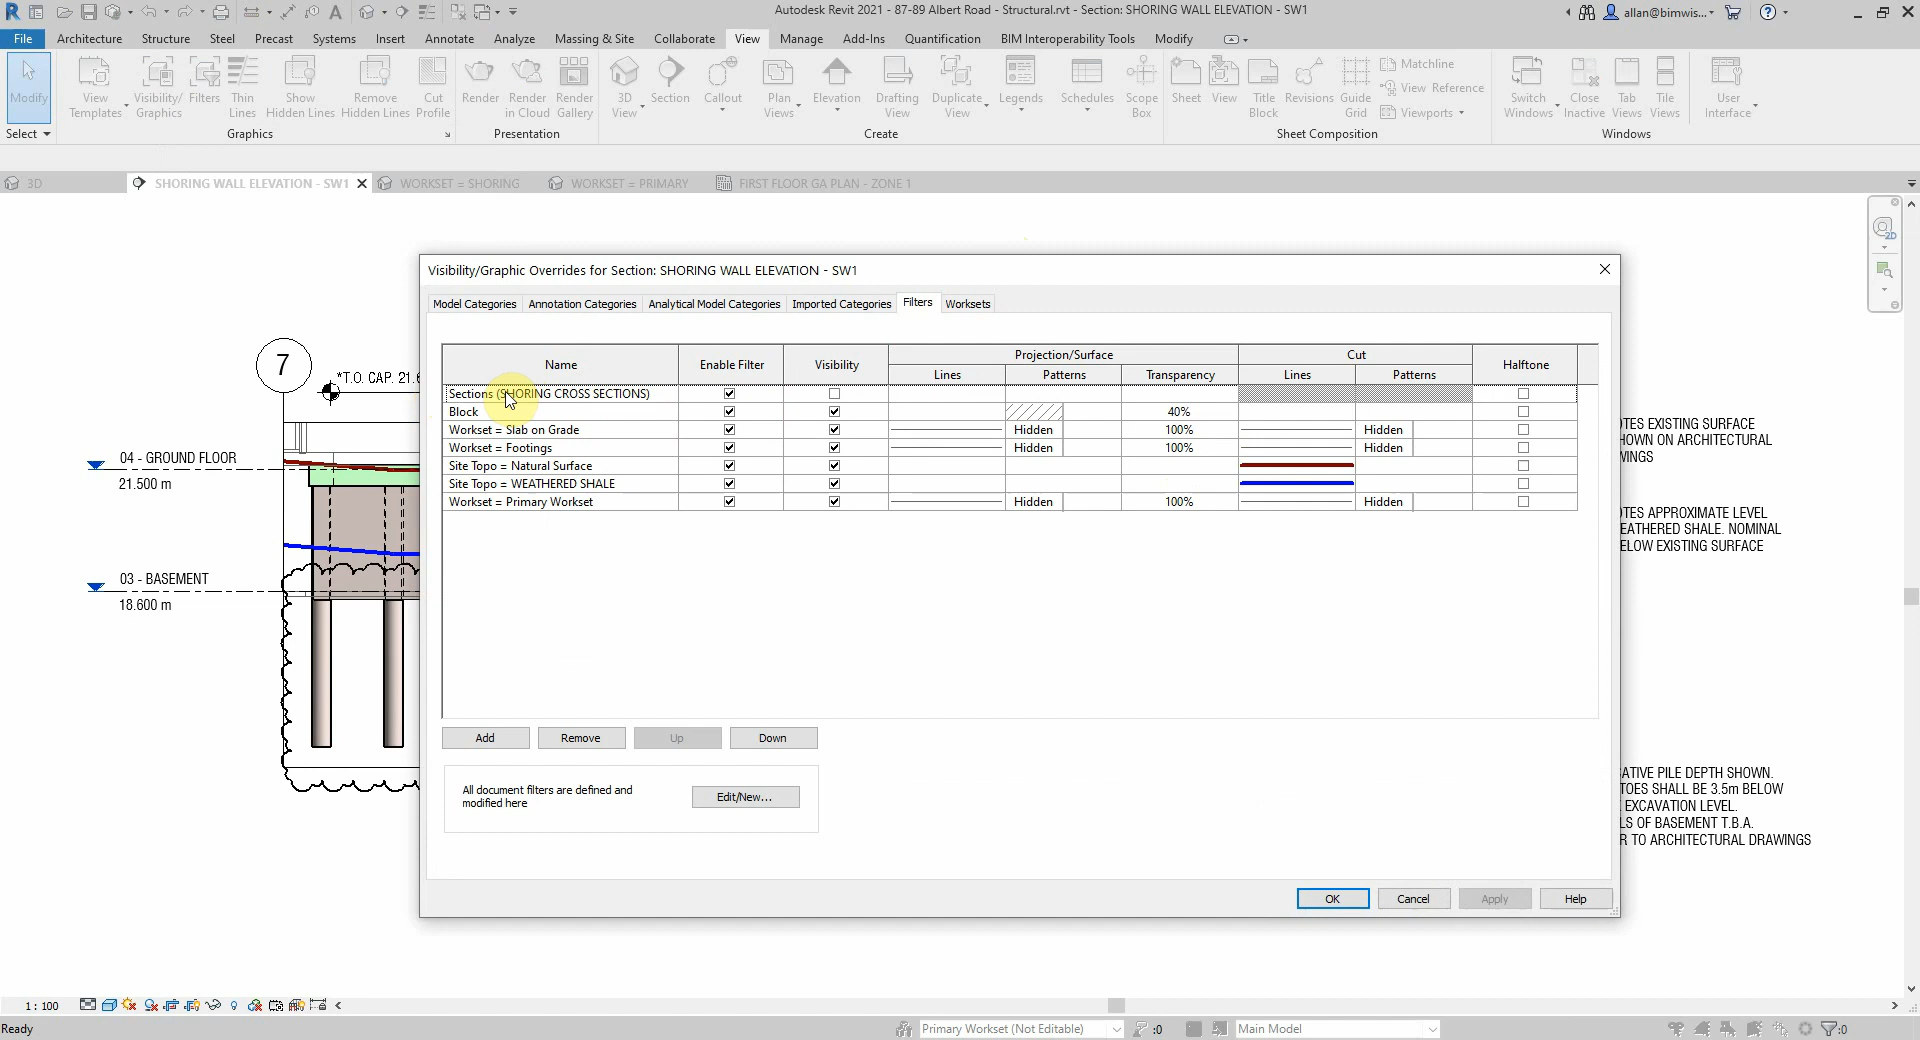 Autodesk Revit 2021 - 87-89 Albert Road - Structural.rvt - Section: SHORING WALL ELEVATION - SW1
allan@bimwis...
File Architecture Structure Steel Precast Systems Insert Annotate Analyze Massing & Site Collaborate View Manage Add-Ins Quantification BIM Interoperability Tools Modify
Modify
View Templates
Visibility/ Graphics
Filters
Thin Lines
Show Hidden Lines
Remove Hidden Lines
Cut Profile
Render
Render in Cloud
Render Gallery
3D View
Section
Callout
Plan Views
Elevation
Drafting View
Duplicate View
Legends
Schedules
Scope Box
Sheet
View
Title Block
Revisions
Guide Grid
Matchline
View Reference
Viewports
Switch Windows
Close Inactive
Tab Views
Tile Views
User Interface
Select Graphics Presentation Create Sheet Composition Windows
3D SHORING WALL ELEVATION - SW1 WORKSET = SHORING WORKSET = PRIMARY FIRST FLOOR GA PLAN - ZONE 1
2D
7
*T.O. CAP. 21.6
04 - GROUND FLOOR
21.500 m
03 - BASEMENT
18.600 m
Visibility/Graphic Overrides for Section: SHORING WALL ELEVATION - SW1
Model Categories Annotation Categories Analytical Model Categories Imported Categories Filters Worksets
Name Enable Filter Visibility Projection/Surface Cut Halftone
Lines Patterns Transparency Lines Patterns
Sections (SHORING CROSS SECTIONS)
Block 40%
Workset = Slab on Grade Hidden 100% Hidden
Workset = Footings Hidden 100% Hidden
Site Topo = Natural Surface
Site Topo = WEATHERED SHALE
Workset = Primary Workset Hidden 100% Hidden
Add Remove Up Down
All document filters are defined and
modified here
Edit/New...
OK Cancel Apply Help
TES EXISTING SURFACE
HOWN ON ARCHITECTURAL
WINGS
TES APPROXIMATE LEVEL
EATHERED SHALE. NOMINAL
ELOW EXISTING SURFACE
ATIVE PILE DEPTH SHOWN.
TOES SHALL BE 3.5m BELOW
EXCAVATION LEVEL.
LS OF BASEMENT T.B.A.
R TO ARCHITECTURAL DRAWINGS
1 : 100
Ready Primary Workset (Not Editable) :0 Main Model :0